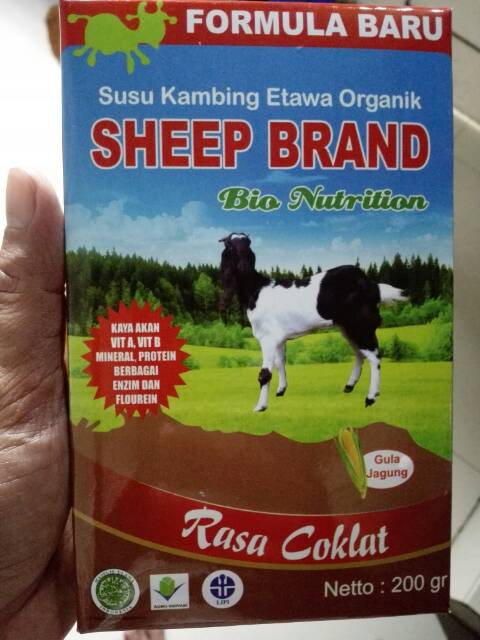 FORMULA BARU
Susu Kambing Etawa Organik
SHEEP BRAND
Bio Nutrition
KAYA AKAN
VIT A, VIT B
MINERAL, PROTEIN
BERBAGAI
ENZIM DAN
FLOUREIN
Gula
Jagung
Rasa Coklat
LIPI
Netto : 200 gr